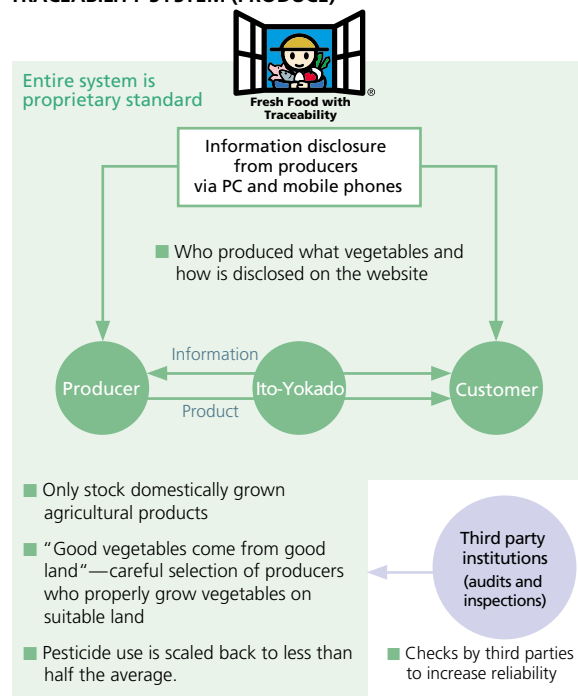 TRACEABILITY SYSTEM (PRODUCE)
Entire system is
proprietary standard
®
Fresh Food with
Traceability
Information disclosure
from producers
via PC and mobile phones
■ Who produced what vegetables and
how is disclosed on the website
Information
Producer
Ito-Yokado
Customer
Product
■ Only stock domestically grown
agricultural products
■ “Good vegetables come from good
land“—careful selection of producers
who properly grow vegetables on
suitable land
■ Pesticide use is scaled back to less than
half the average.
Third party
institutions
(audits and
inspections)
■ Checks by third parties
to increase reliability